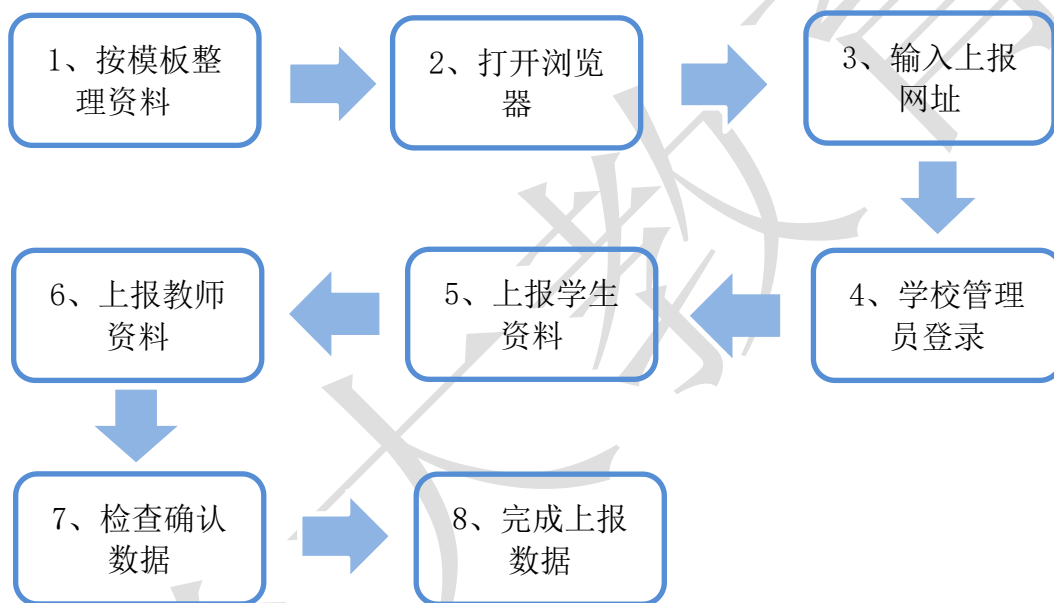 1、按模板整
理资料
2、打开浏览
器
3、输入上报
网址
4、学校管理
员登录
5、上报学生
资料
6、上报教师
资料
7、检查确认
数据
8、完成上报
数据
大教育